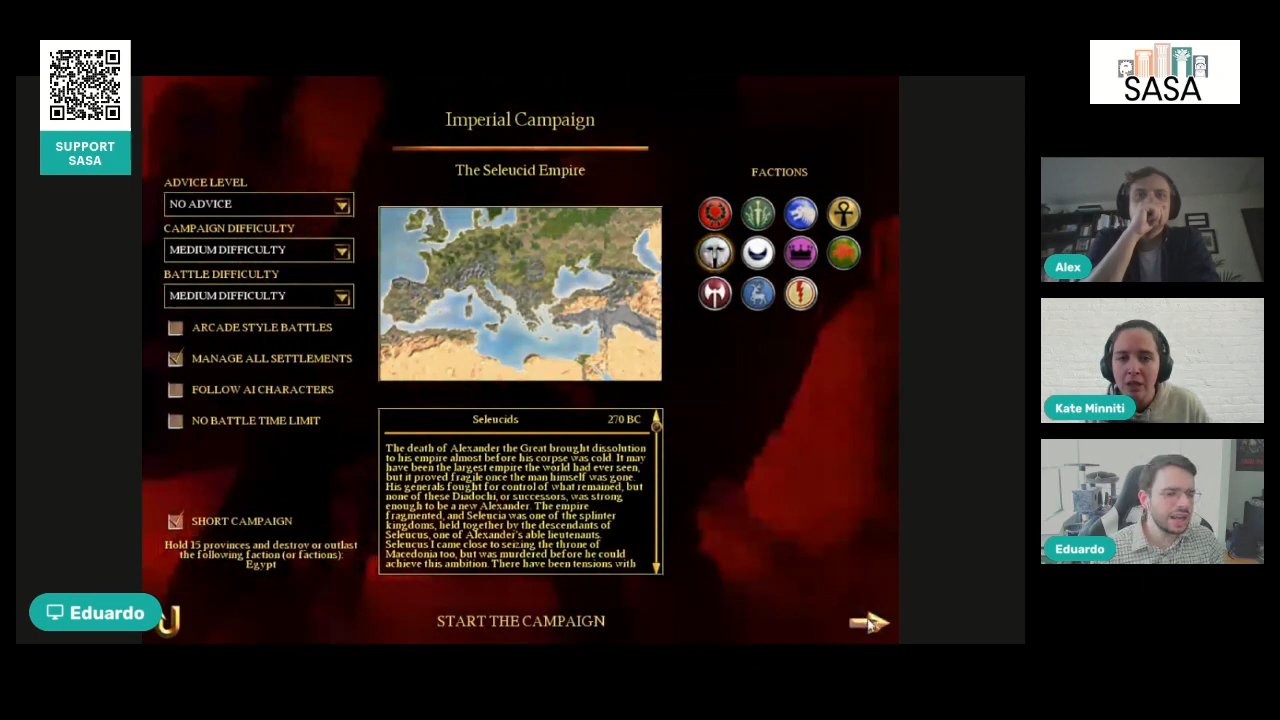 SUPPORT
SASA
SASA
Imperial Campaign
The Seleucid Empire
ADVICE LEVEL
NO ADVICE
CAMPAIGN DIFFICULTY
MEDIUM DIFFICULTY
BATTLE DIFFICULTY
MEDIUM DIFFICULTY
ARCADE STYLE BATTLES
MANAGE ALL SETTLEMENTS
FOLLOW AI CHARACTERS
NO BATTLE TIME LIMIT
SHORT CAMPAIGN
Hold 15 provinces and destroy or outlast
the following faction (or factions):
Egypt
FACTIONS
Seleucids 270 BC
The death of Alexander the Great brought dissolution
to his empire almost before his corpse was cold. It may
have been the largest empire the world had ever seen,
but it proved fragile once the man himself was gone.
His generals fought for control of what remained, but
none of these Diadochi, or successors, was strong
enough to be a new Alexander. The empire
fragmented, and Seleucia was one of the splinter
kingdoms, held together by the descendants of
Seleucus, one of Alexander's able lieutenants.
Seleucus I came close to seizing the throne of
Macedonia too, but was murdered before he could
achieve this ambition. There have been tensions with
START THE CAMPAIGN
Eduardo
Alex
Kate Minniti
Eduardo